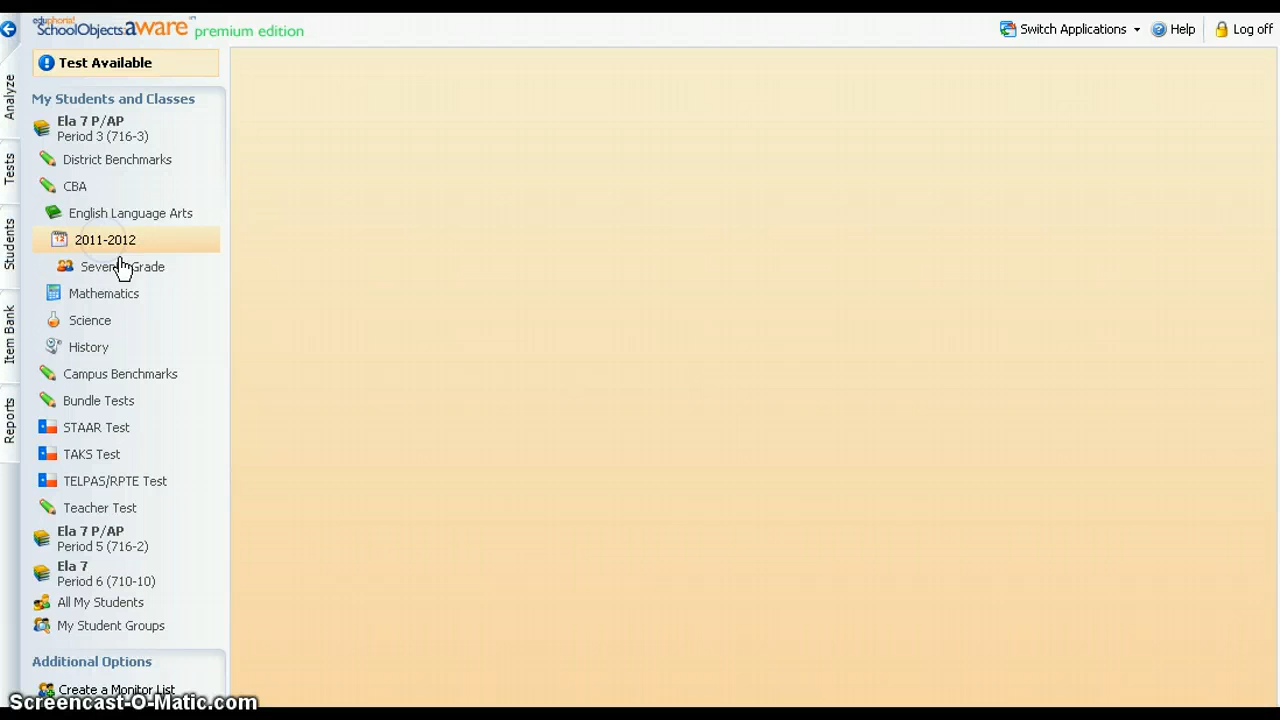 eduphoria!
SchoolObjects aware premium edition
Switch Applications
Help
Log off
Test Available
Analyze
Tests
Students
Item Bank
Reports
My Students and Classes
Ela 7 P/AP
Period 3 (716-3)
District Benchmarks
CBA
English Language Arts
2011-2012
Seventh Grade
Mathematics
Science
History
Campus Benchmarks
Bundle Tests
STAAR Test
TAKS Test
TELPAS/RPTE Test
Teacher Test
Ela 7 P/AP
Period 5 (716-2)
Ela 7
Period 6 (710-10)
All My Students
My Student Groups
Additional Options
Create a Monitor List
Screencast-O-Matic.com